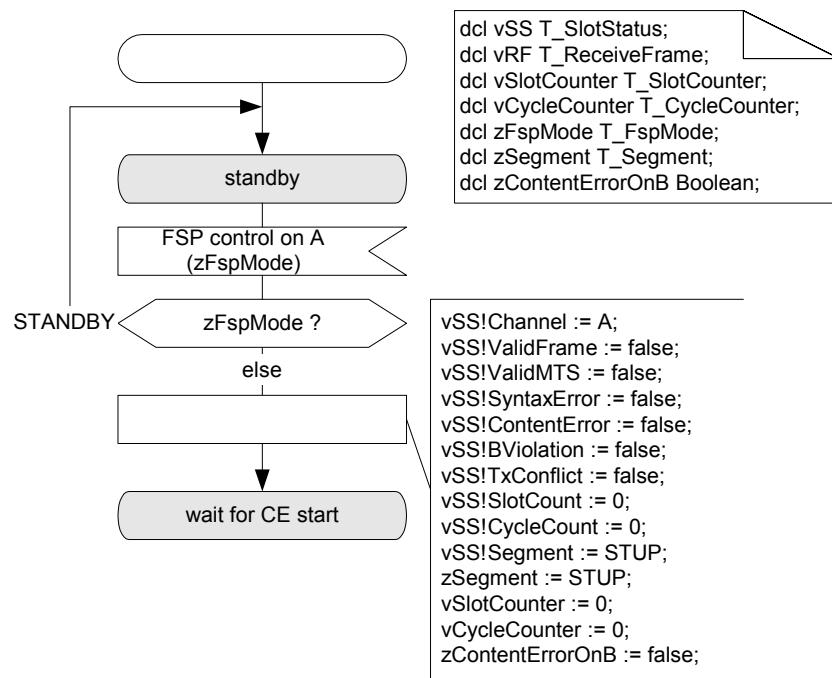 dcl vSS T_SlotStatus;
dcl vRF T_ReceiveFrame;
dcl vSlotCounter T_SlotCounter;
dcl vCycleCounter T_CycleCounter;
dcl zFspMode T_FspMode;
dcl zSegment T_Segment;
dcl zContentErrorOnB Boolean;
standby
FSP control on A
(zFspMode)
STANDBY
zFspMode ?
else
wait for CE start
vSS!Channel := A;
vSS!ValidFrame := false;
vSS!ValidMTS := false;
vSS!SyntaxError := false;
vSS!ContentError := false;
vSS!BViolation := false;
vSS!TxConflict := false;
vSS!SlotCount := 0;
vSS!CycleCount := 0;
vSS!Segment := STUP;
zSegment := STUP;
vSlotCounter := 0;
vCycleCounter := 0;
zContentErrorOnB := false;